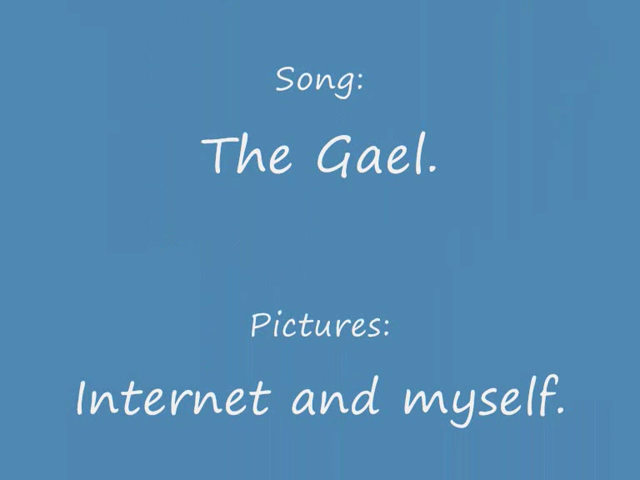 Song:
The Gael.
Pictures:
Internet and myself.